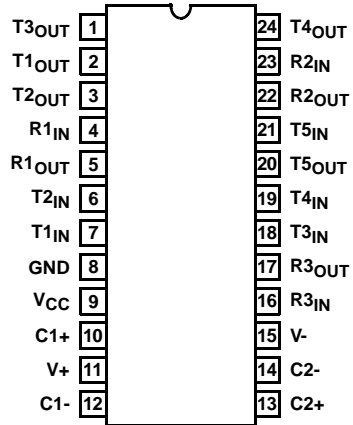 T3OUT 1 24 T4OUT
T1OUT 2 23 R2IN
T2OUT 3 22 R2OUT
R1IN 4 21 T5IN
R1OUT 5 20 T5OUT
T2IN 6 19 T4IN
T1IN 7 18 T3IN
GND 8 17 R3OUT
VCC 9 16 R3IN
C1+ 10 15 V-
V+ 11 14 C2-
C1- 12 13 C2+